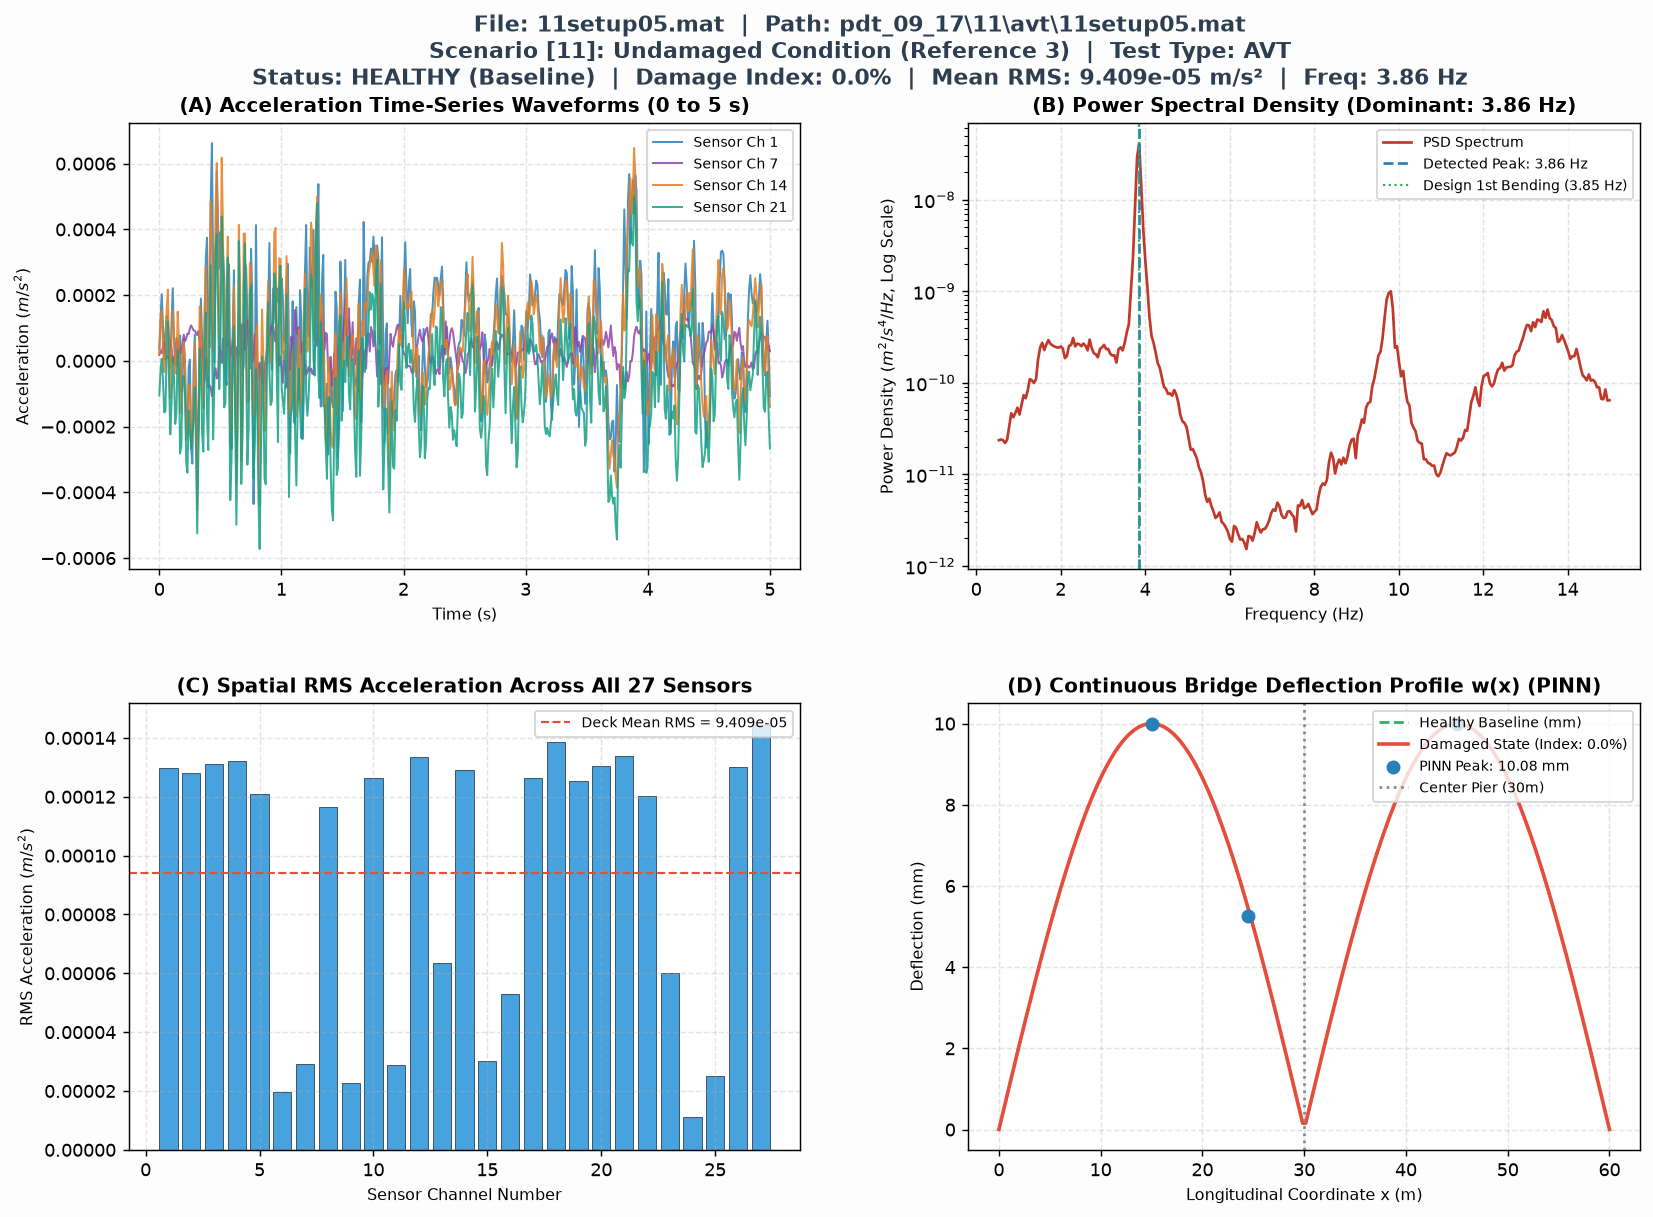 File: 11setup05.mat | Path: pdt_09_17\11\avt\11setup05.mat
Scenario [11]: Undamaged Condition (Reference 3) | Test Type: AVT
Status: HEALTHY (Baseline) | Damage Index: 0.0% | Mean RMS: 9.409e-05 m/s² | Freq: 3.86 Hz
(A) Acceleration Time-Series Waveforms (0 to 5 s)
Sensor Ch 1
Sensor Ch 7
Sensor Ch 14
Sensor Ch 21
0.0006
0.0004
0.0002
0.0000
−0.0002
−0.0004
−0.0006
Acceleration (m/s²)
0 1 2 3 4 5
Time (s)
(B) Power Spectral Density (Dominant: 3.86 Hz)
PSD Spectrum
Detected Peak: 3.86 Hz
Design 1st Bending (3.85 Hz)
10⁻⁸
10⁻⁹
10⁻¹⁰
10⁻¹¹
10⁻¹²
Power Density (m²/s⁴/Hz, Log Scale)
0 2 4 6 8 10 12 14
Frequency (Hz)
(C) Spatial RMS Acceleration Across All 27 Sensors
Deck Mean RMS = 9.409e-05
0.00014
0.00012
0.00010
0.00008
0.00006
0.00004
0.00002
0.00000
RMS Acceleration (m/s²)
0 5 10 15 20 25
Sensor Channel Number
(D) Continuous Bridge Deflection Profile w(x) (PINN)
Healthy Baseline (mm)
Damaged State (Index: 0.0%)
PINN Peak: 10.08 mm
Center Pier (30m)
10
8
6
4
2
0
Deflection (mm)
0 10 20 30 40 50 60
Longitudinal Coordinate x (m)